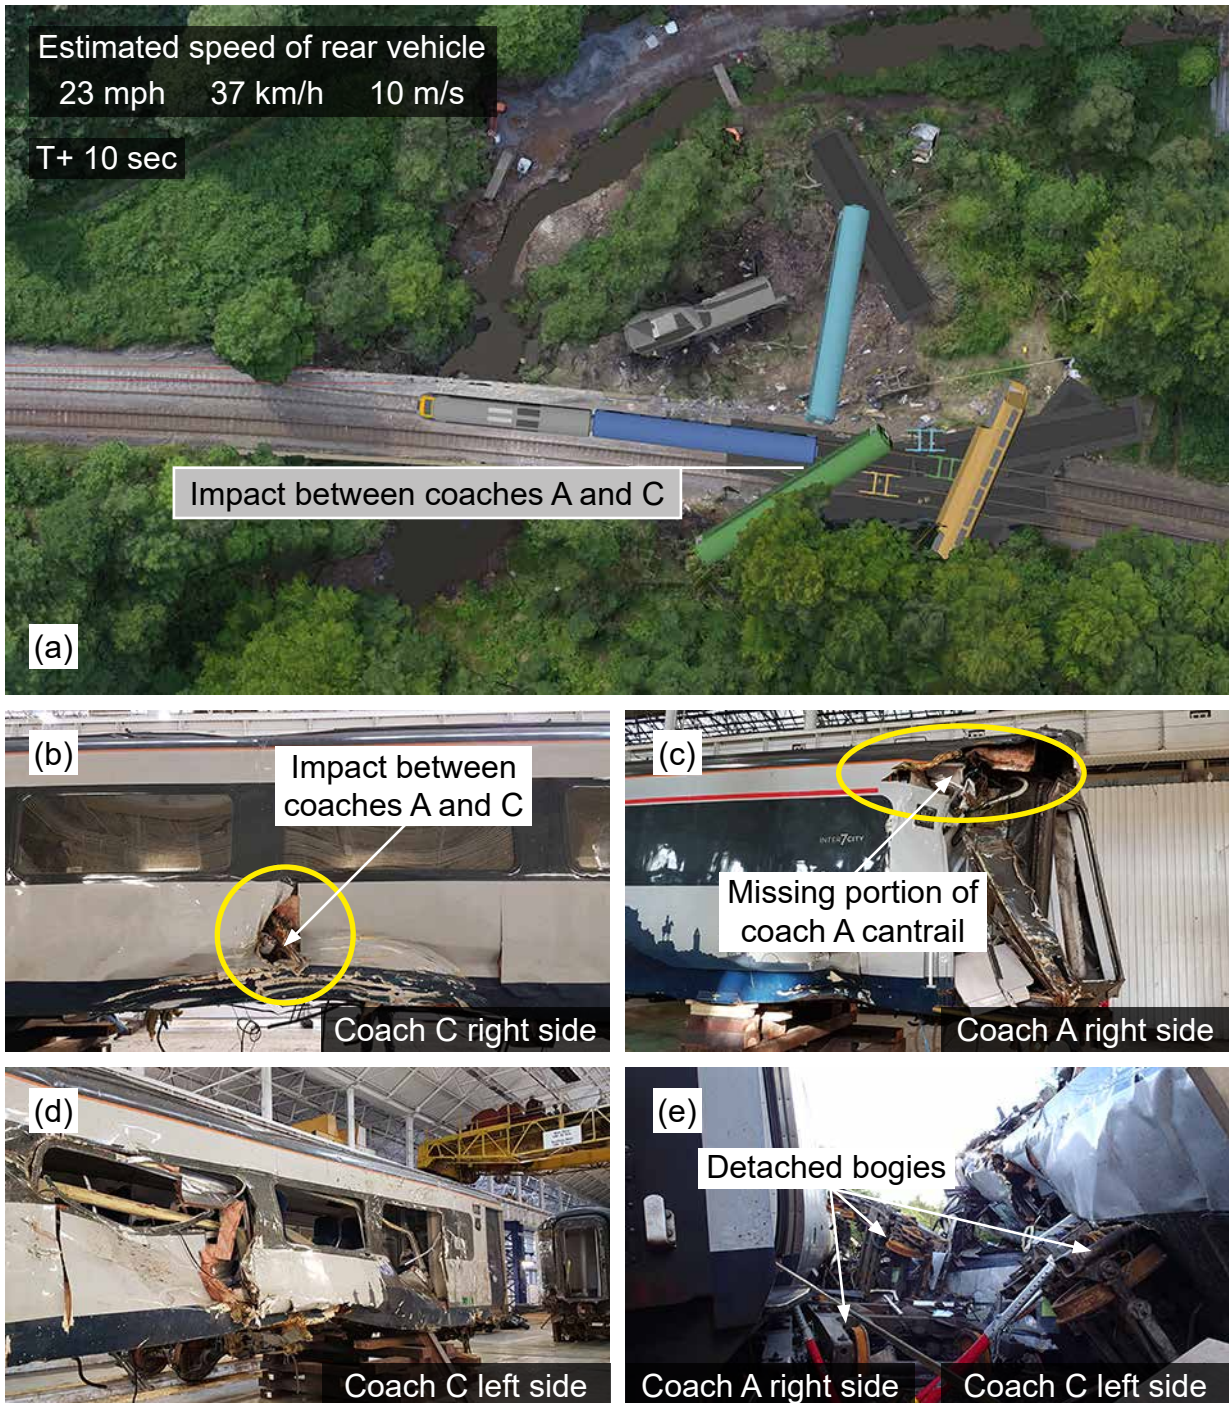 Estimated speed of rear vehicle
23 mph 37 km/h 10 m/s
T+ 10 sec
Impact between coaches A and C
(a)
(b)
Impact between
coaches A and C
Coach C right side
(c)
INTER7CITY
Missing portion of
coach A cantrail
Coach A right side
(d)
Coach C left side
(e)
Detached bogies
Coach A right side
Coach C left side